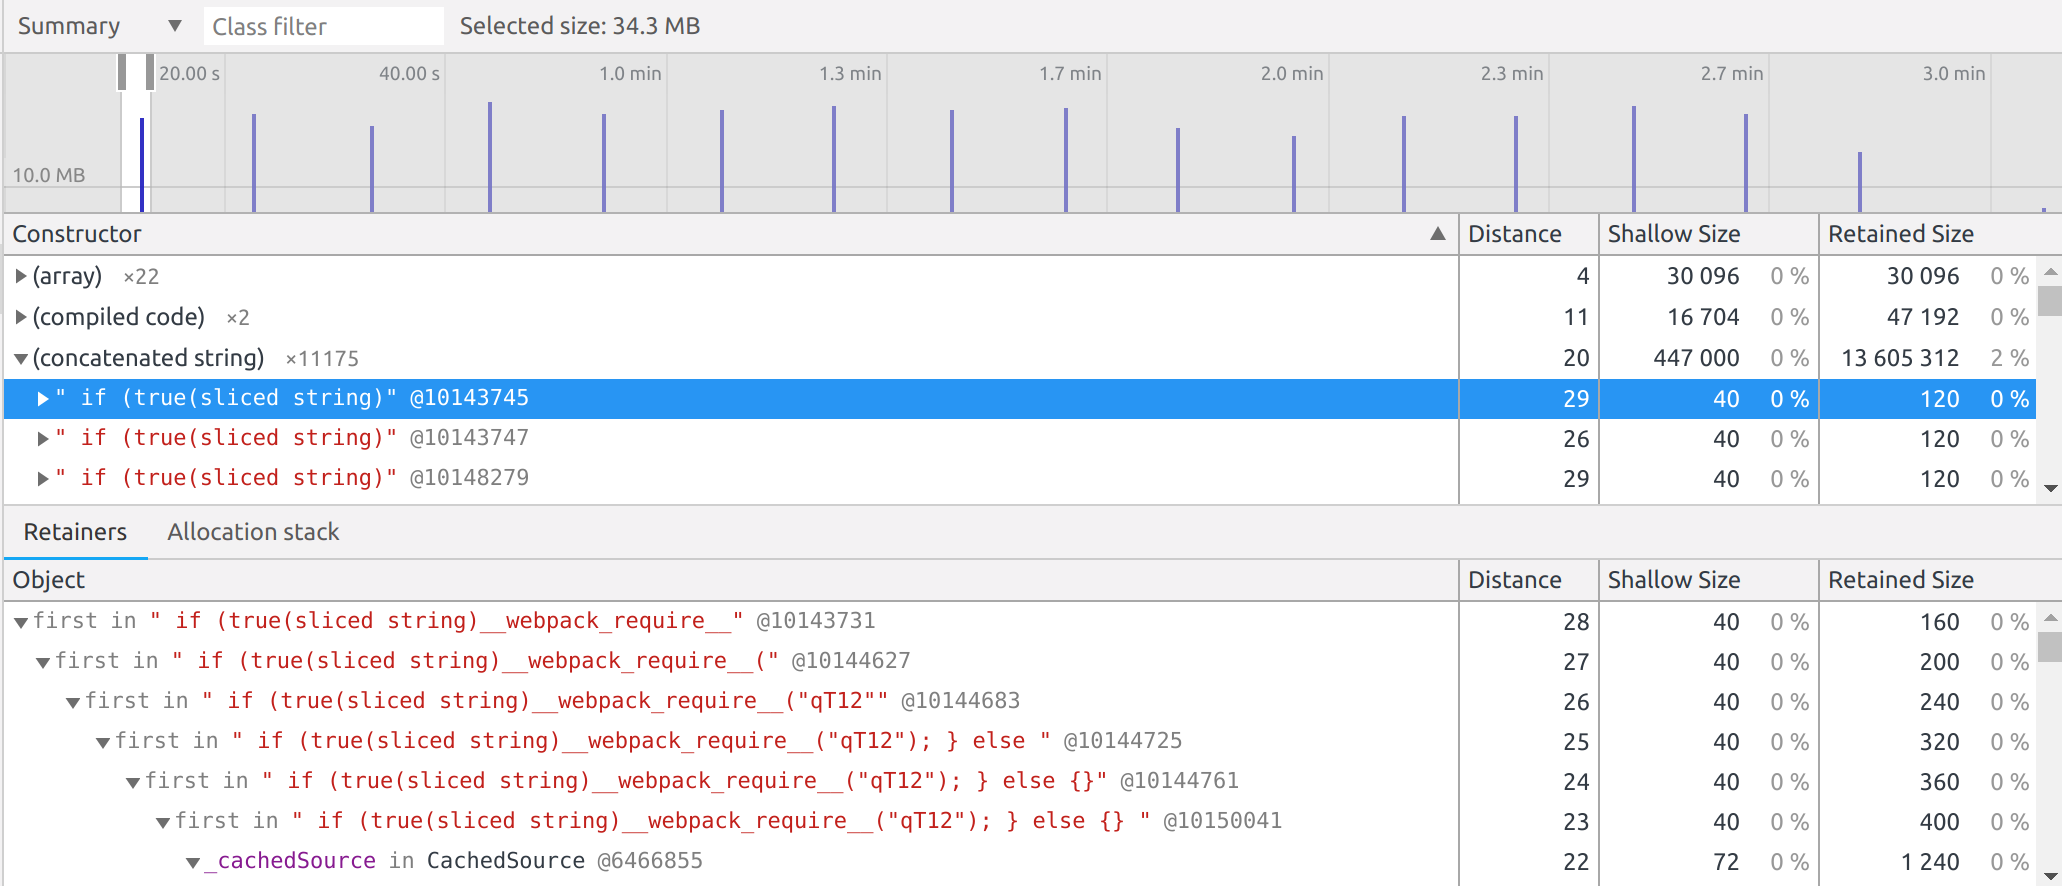 Summary ▼ Class filter Selected size: 34.3 MB
20.00 s 40.00 s 1.0 min 1.3 min 1.7 min 2.0 min 2.3 min 2.7 min 3.0 min
10.0 MB
Constructor ▲ Distance Shallow Size Retained Size
▶(array) ×22 4 30 096 0 % 30 096 0 %
▶(compiled code) ×2 11 16 704 0 % 47 192 0 %
▼(concatenated string) ×11175 20 447 000 0 % 13 605 312 2 %
▶" if (true(sliced string)" @10143745 29 40 0 % 120 0 %
▶" if (true(sliced string)" @10143747 26 40 0 % 120 0 %
▶" if (true(sliced string)" @10148279 29 40 0 % 120 0 %
Retainers Allocation stack
Object Distance Shallow Size Retained Size
▼first in " if (true(sliced string)__webpack_require__" @10143731 28 40 0 % 160 0 %
▼first in " if (true(sliced string)__webpack_require__(" @10144627 27 40 0 % 200 0 %
▼first in " if (true(sliced string)__webpack_require__("qT12"" @10144683 26 40 0 % 240 0 %
▼first in " if (true(sliced string)__webpack_require__("qT12"); } else " @10144725 25 40 0 % 320 0 %
▼first in " if (true(sliced string)__webpack_require__("qT12"); } else {}" @10144761 24 40 0 % 360 0 %
▼first in " if (true(sliced string)__webpack_require__("qT12"); } else {} " @10150041 23 40 0 % 400 0 %
▼_cachedSource in CachedSource @6466855 22 72 0 % 1 240 0 %